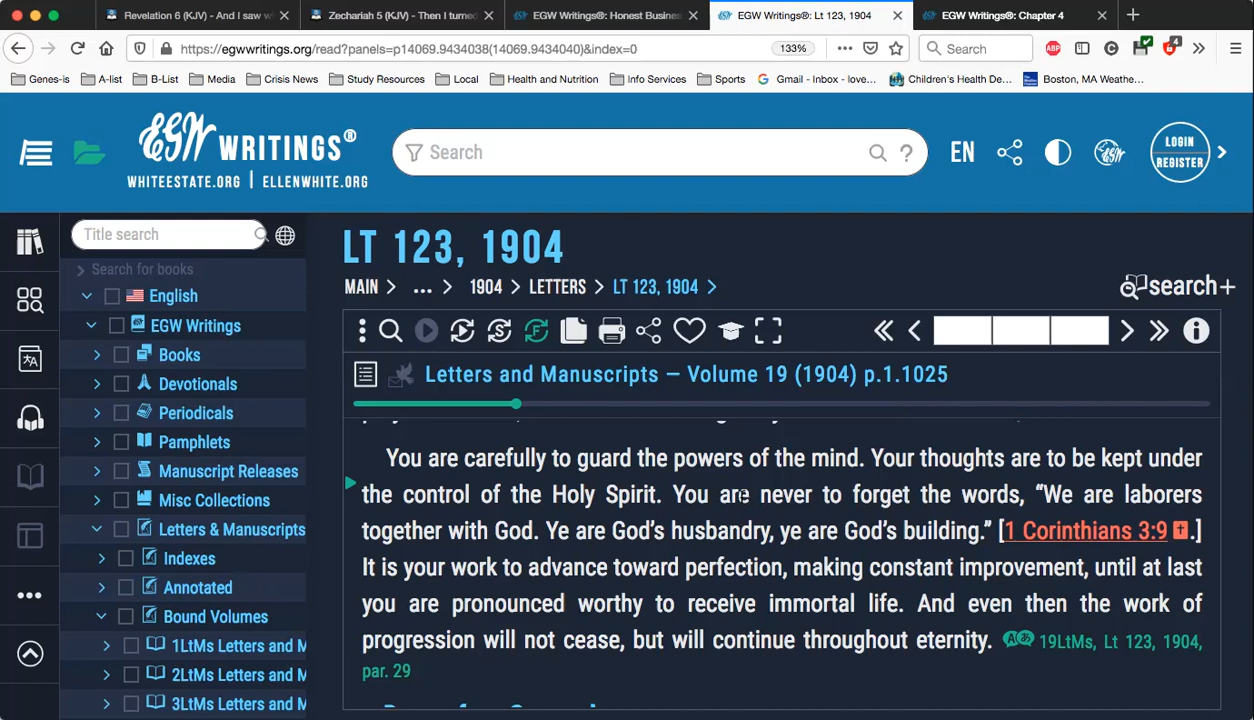 Revelation 6 (KJV) - And I saw w
Zechariah 5 (KJV) - Then I turned
EGW Writings®: Honest Busines
EGW Writings®: Lt 123, 1904
EGW Writings®: Chapter 4
https://egwwritings.org/read?panels=p14069.9434038(14069.9434040)&index=0
133%
Search
Genes-is
A-list
B-List
Media
Crisis News
Study Resources
Local
Health and Nutrition
Info Services
Sports
Gmail - Inbox - love...
Children's Health De...
Boston, MA Weathe...
EGW WRITINGS®
WHITEESTATE.ORG | ELLENWHITE.ORG
Search
EN
LOGIN
REGISTER
Title search
Search for books
English
EGW Writings
Books
Devotionals
Periodicals
Pamphlets
Manuscript Releases
Misc Collections
Letters & Manuscripts
Indexes
Annotated
Bound Volumes
1LtMs Letters and M
2LtMs Letters and M
3LtMs Letters and M
LT 123, 1904
MAIN > ... > 1904 > LETTERS > LT 123, 1904 >
search+
Letters and Manuscripts — Volume 19 (1904) p.1.1025
You are carefully to guard the powers of the mind. Your thoughts are to be kept under
the control of the Holy Spirit. You are never to forget the words, “We are laborers
together with God. Ye are God’s husbandry, ye are God’s building.” [1 Corinthians 3:9.]
It is your work to advance toward perfection, making constant improvement, until at last
you are pronounced worthy to receive immortal life. And even then the work of
progression will not cease, but will continue throughout eternity. 19LtMs, Lt 123, 1904,
par. 29